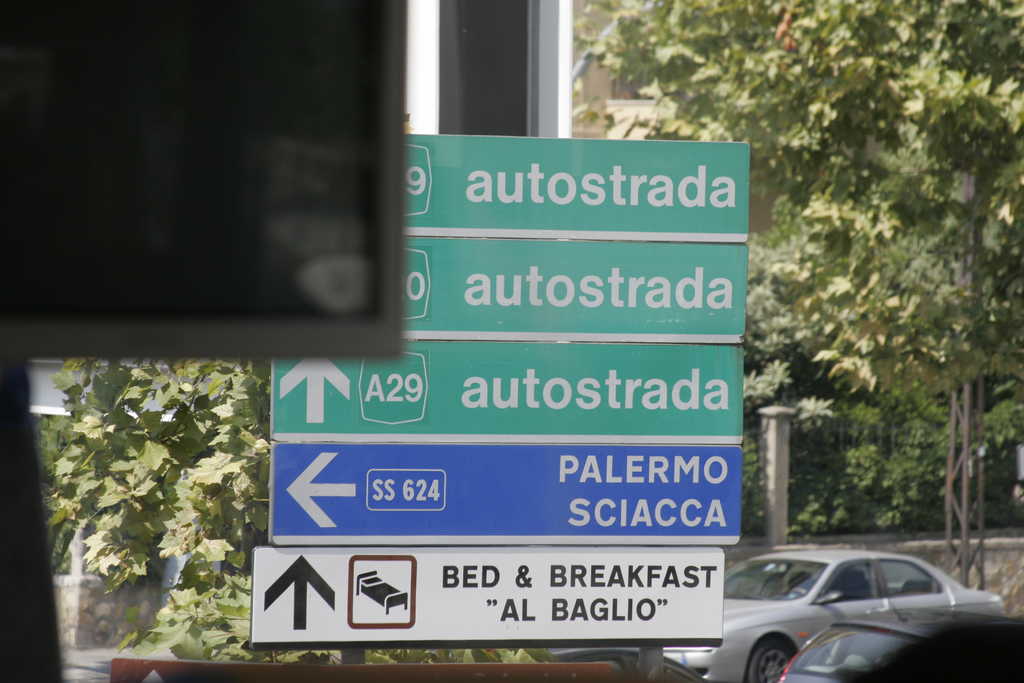 9 autostrada
0 autostrada
A29 autostrada
SS 624 PALERMO
SCIACCA
BED & BREAKFAST
"AL BAGLIO"